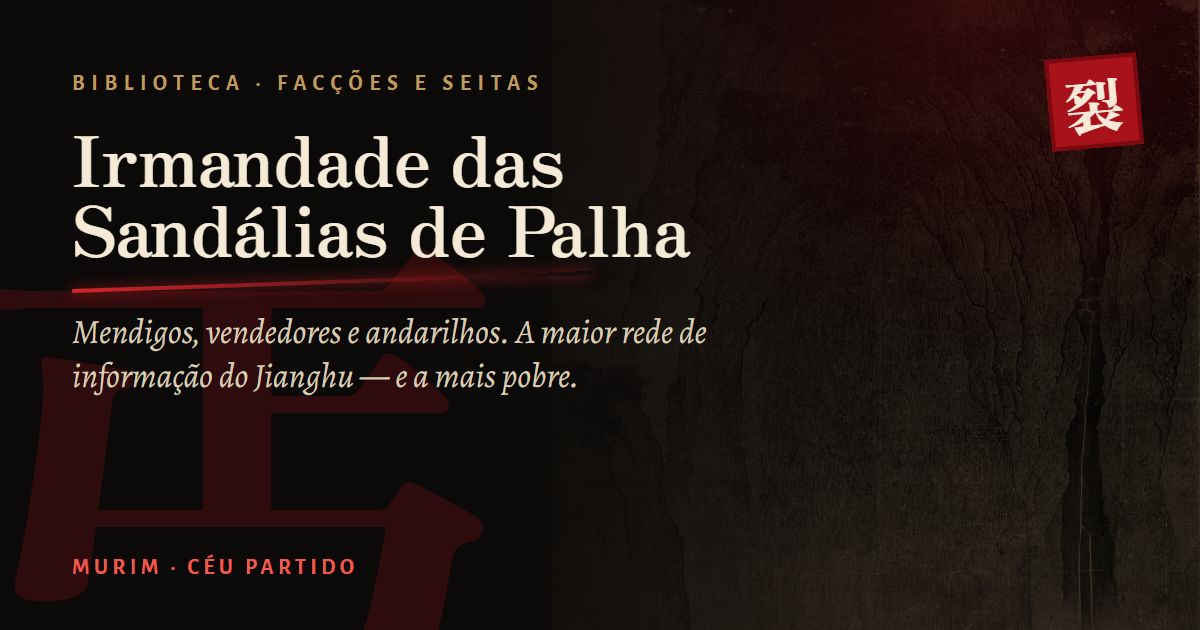 BIBLIOTECA · FACÇÕES E SEITAS
裂
Irmandade das
Sandálias de Palha
Mendigos, vendedores e andarilhos. A maior rede de
informação do Jianghu — e a mais pobre.
MURIM · CÉU PARTIDO